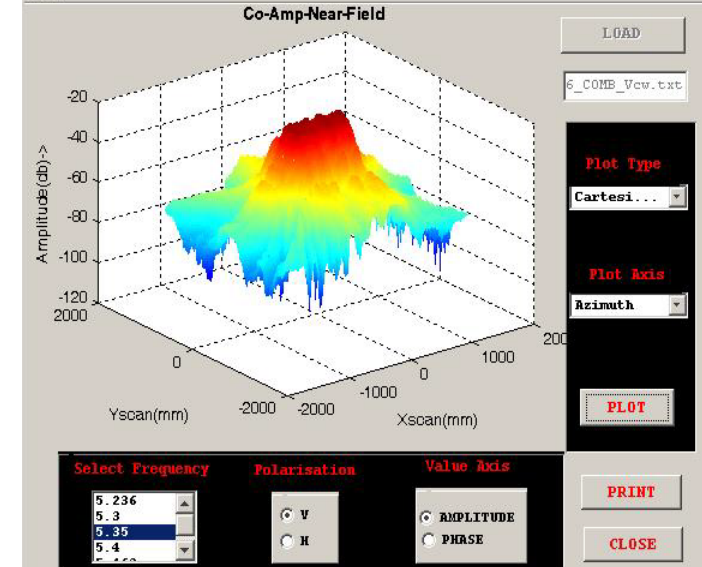 Co-Amp-Near-Field
LOAD
6_COMB_Vcw.txt
Plot Type
Cartesi...
Plot Axis
Azimuth
PLOT
Amplitude(db)->
-20
-40
-60
-80
-100
-120
2000
0
-2000
Yscan(mm)
-2000
-1000
0
1000
200
Xscan(mm)
Select Frequency
5.236
5.3
5.35
5.4
Polarisation
V
H
Value Axis
AMPLITUDE
PHASE
PRINT
CLOSE